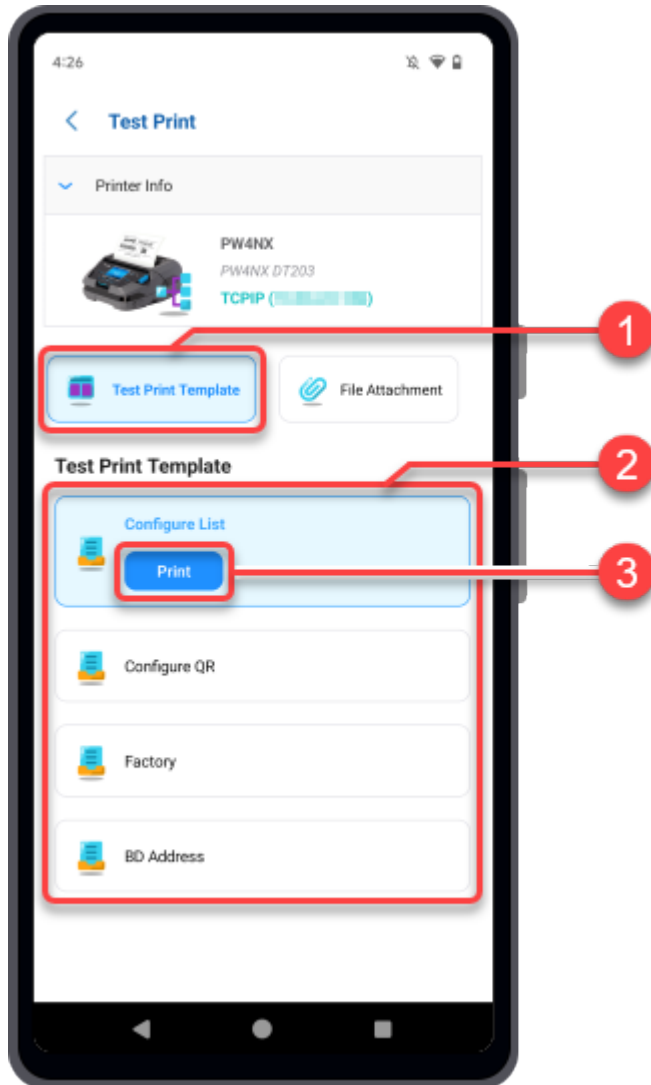 4:26
Test Print
Printer Info
PW4NX
PW4NX DT203
TCPIP ( )
1
Test Print Template
File Attachment
Test Print Template
2
Configure List
Print
3
Configure QR
Factory
BD Address